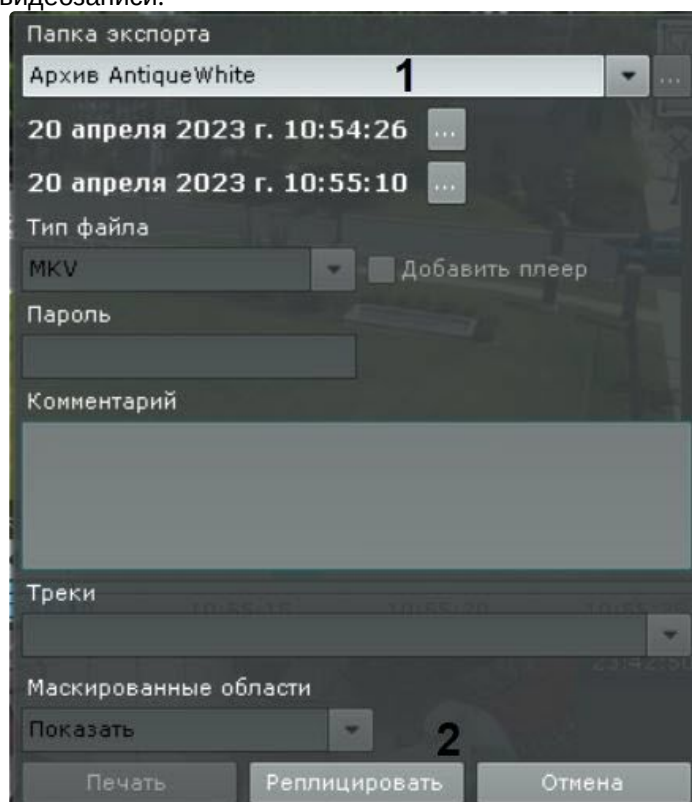 видеозаписи.
Папка экспорта
Архив AntiqueWhite 1
20 апреля 2023 г. 10:54:26 ...
20 апреля 2023 г. 10:55:10 ...
Тип файла
MKV Добавить плеер
Пароль
Комментарий
Треки
Маскированные области
Показать 2
Печать Реплицировать Отмена